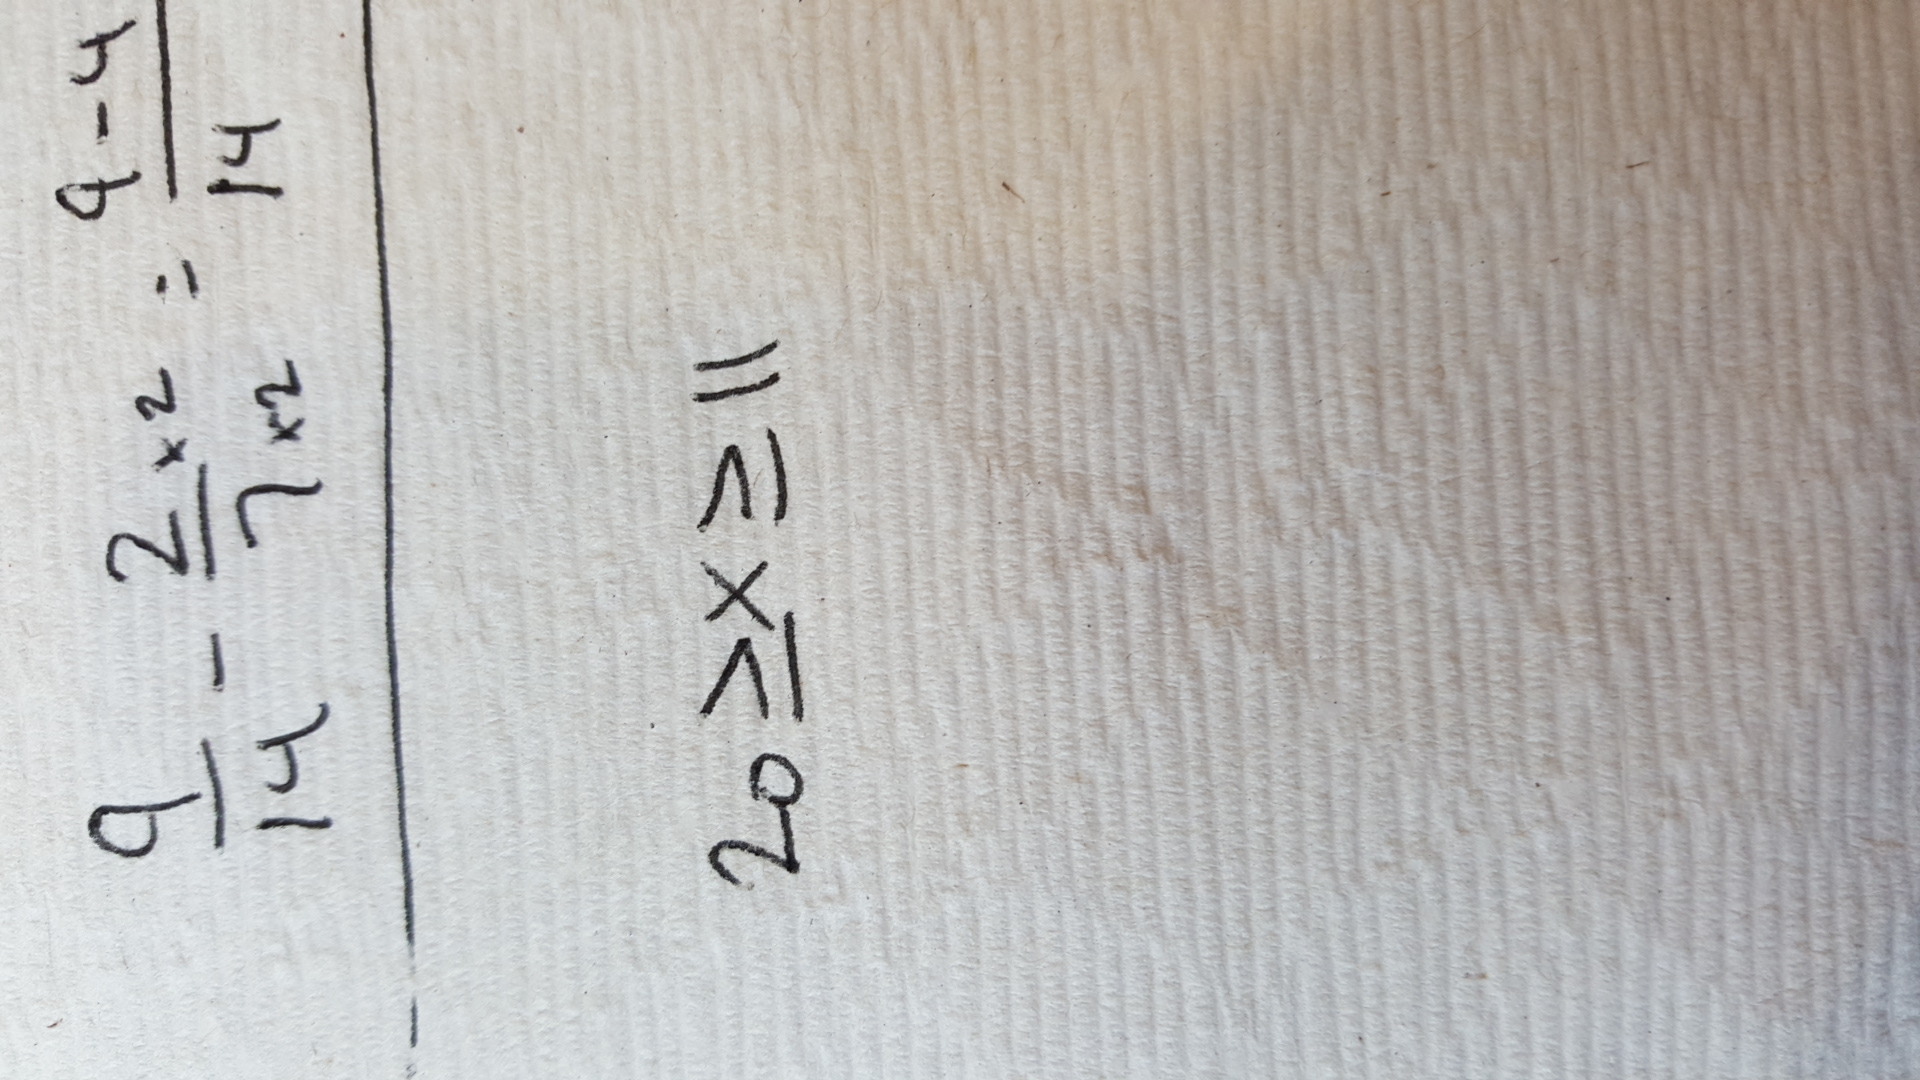 9/14 - 2×2/7×2 = 9-4/14
20 ≥ x ≥ 11